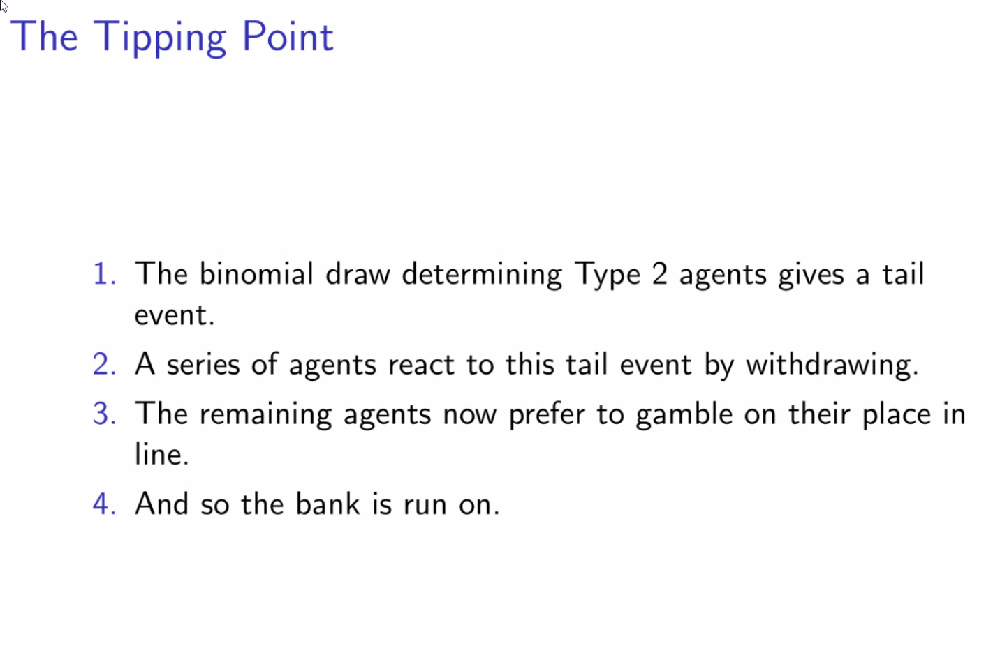 The Tipping Point
1. The binomial draw determining Type 2 agents gives a tail
event.
2. A series of agents react to this tail event by withdrawing.
3. The remaining agents now prefer to gamble on their place in
line.
4. And so the bank is run on.